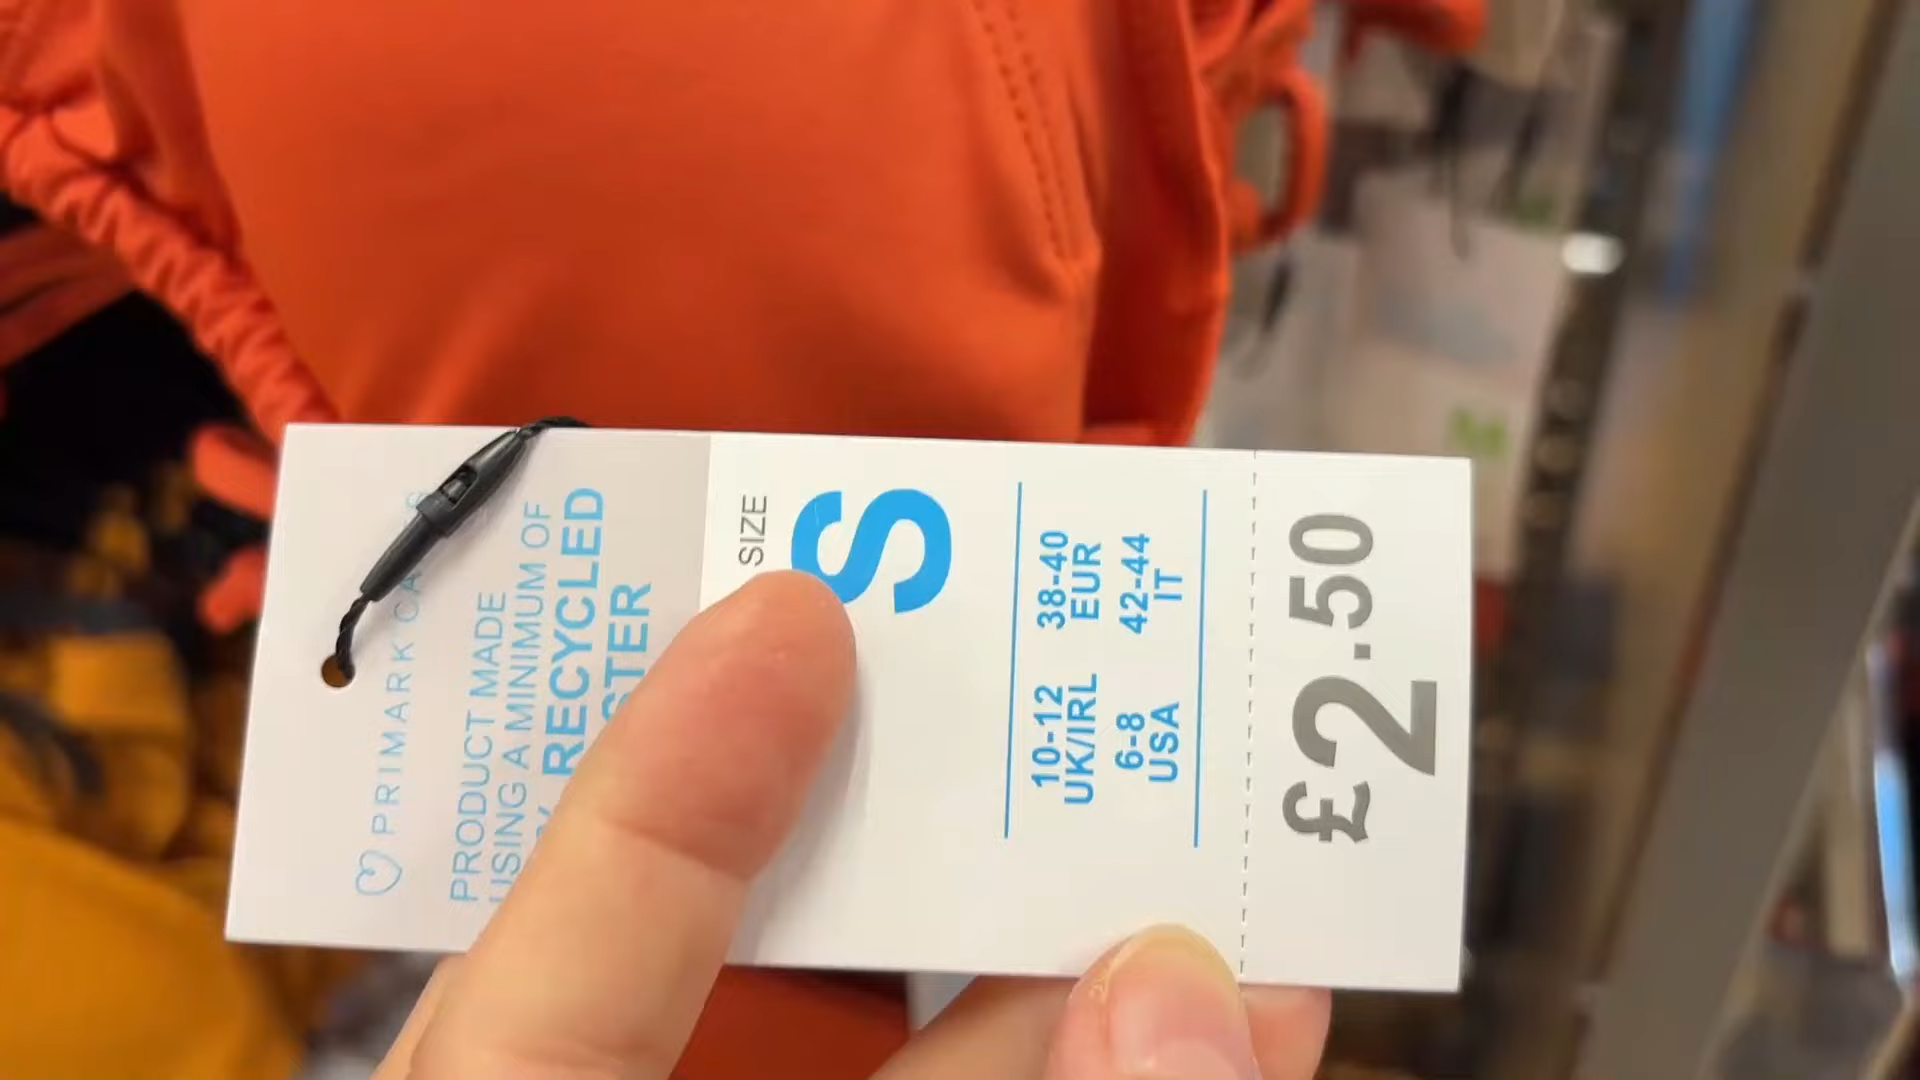 PRIMARK
PRODUCT MADE
USING A MINIMUM OF
RECYCLED
SIZE
S
10-12 38-40
UK/IRL EUR
6-8 42-44
USA IT
£2.50